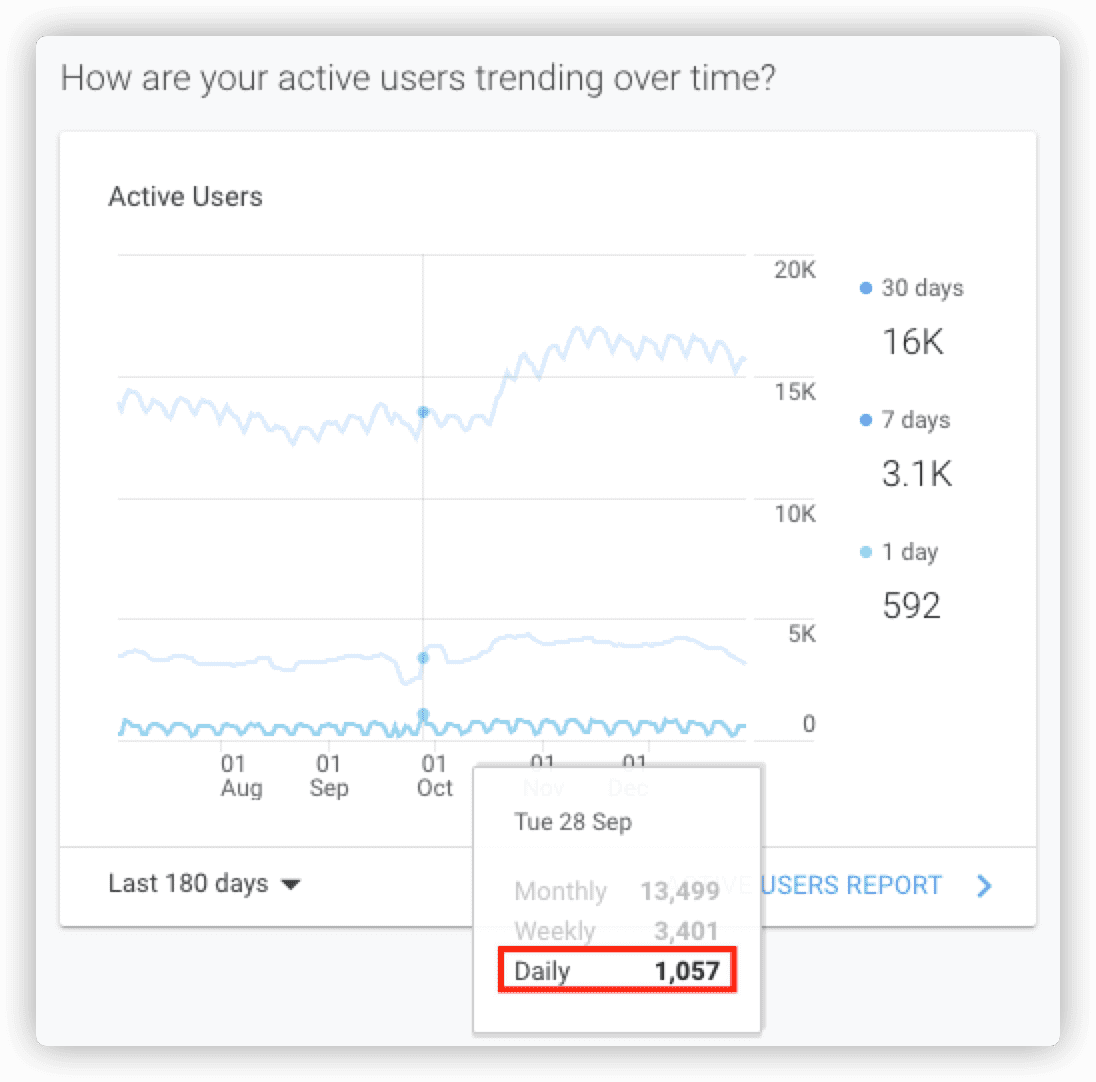 How are your active users trending over time?
Active Users
20K
15K
10K
5K
0
30 days
16K
7 days
3.1K
1 day
592
01 Aug
01 Sep
01 Oct
01 Nov
01 Dec
Tue 28 Sep
Monthly 13,499
Weekly 3,401
Daily 1,057
Last 180 days
USERS REPORT